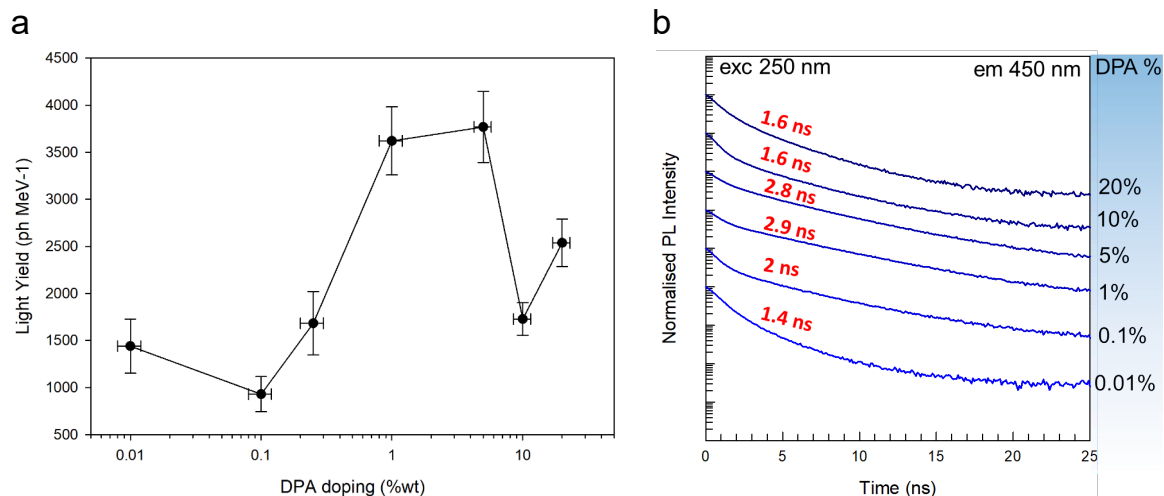 a
4500
4000
3500
3000
2500
2000
1500
1000
500
Light Yield (ph MeV-1)
0.01
0.1
1
10
DPA doping (%wt)
b
exc 250 nm
em 450 nm
DPA %
1.6 ns
20%
1.6 ns
10%
2.8 ns
5%
2.9 ns
1%
2 ns
0.1%
1.4 ns
0.01%
Normalised PL Intensity
0
5
10
15
20
25
Time (ns)